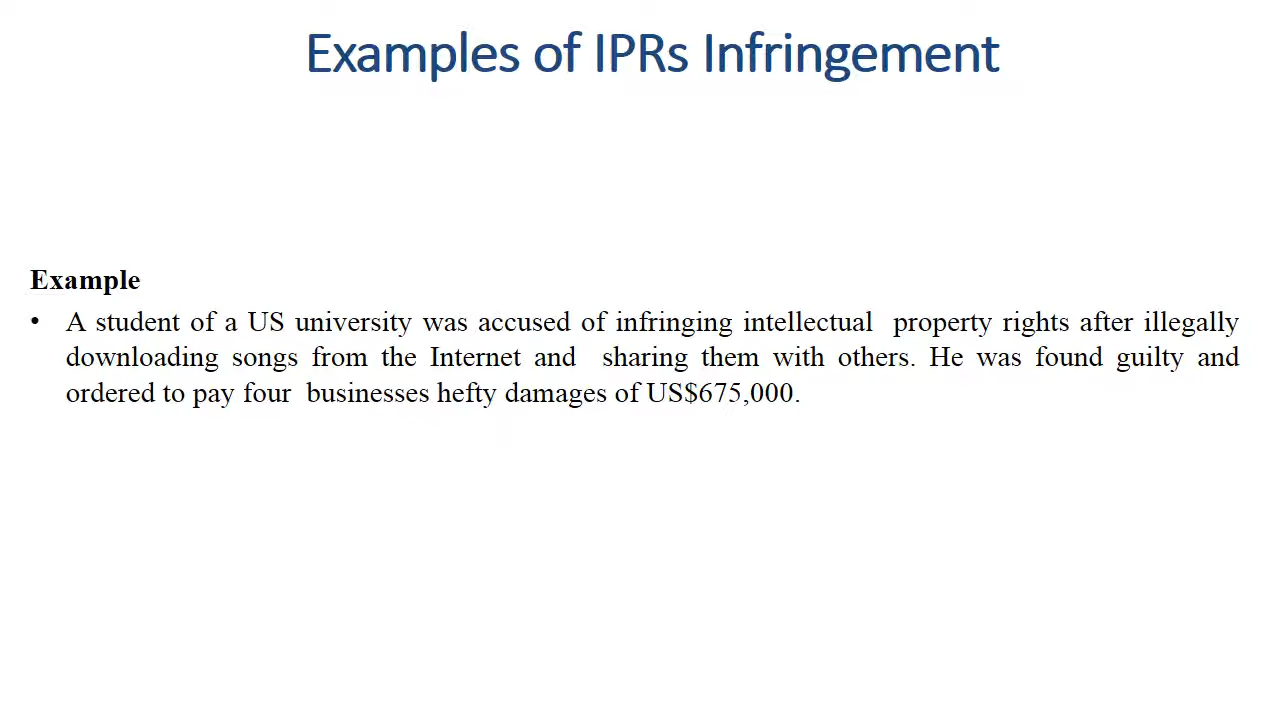 Examples of IPRs Infringement
Example
• A student of a US university was accused of infringing intellectual property rights after illegally
downloading songs from the Internet and sharing them with others. He was found guilty and
ordered to pay four businesses hefty damages of US$675,000.